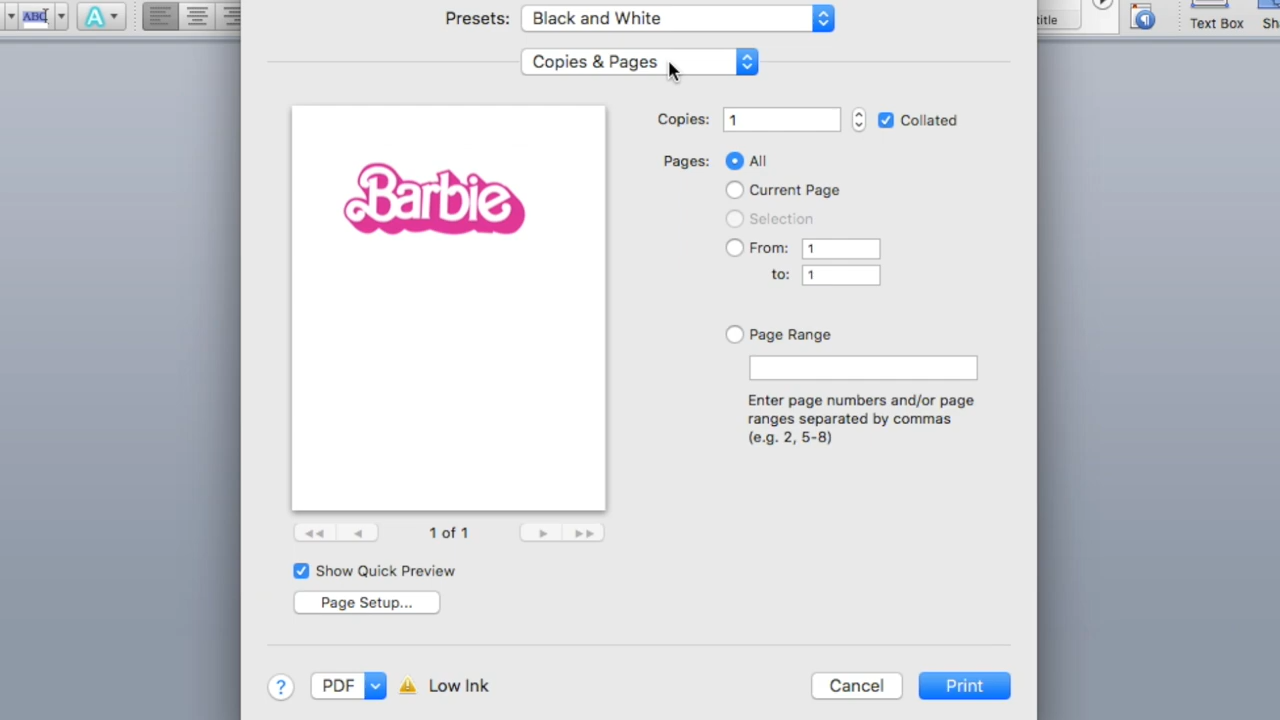 ABC
A
title
Text Box
Presets: Black and White
Copies & Pages
Barbie
Copies: 1 Collated
Pages: All
Current Page
Selection
From: 1
to: 1
Page Range
Enter page numbers and/or page
ranges separated by commas
(e.g. 2, 5-8)
1 of 1
Show Quick Preview
Page Setup...
? PDF Low Ink Cancel Print